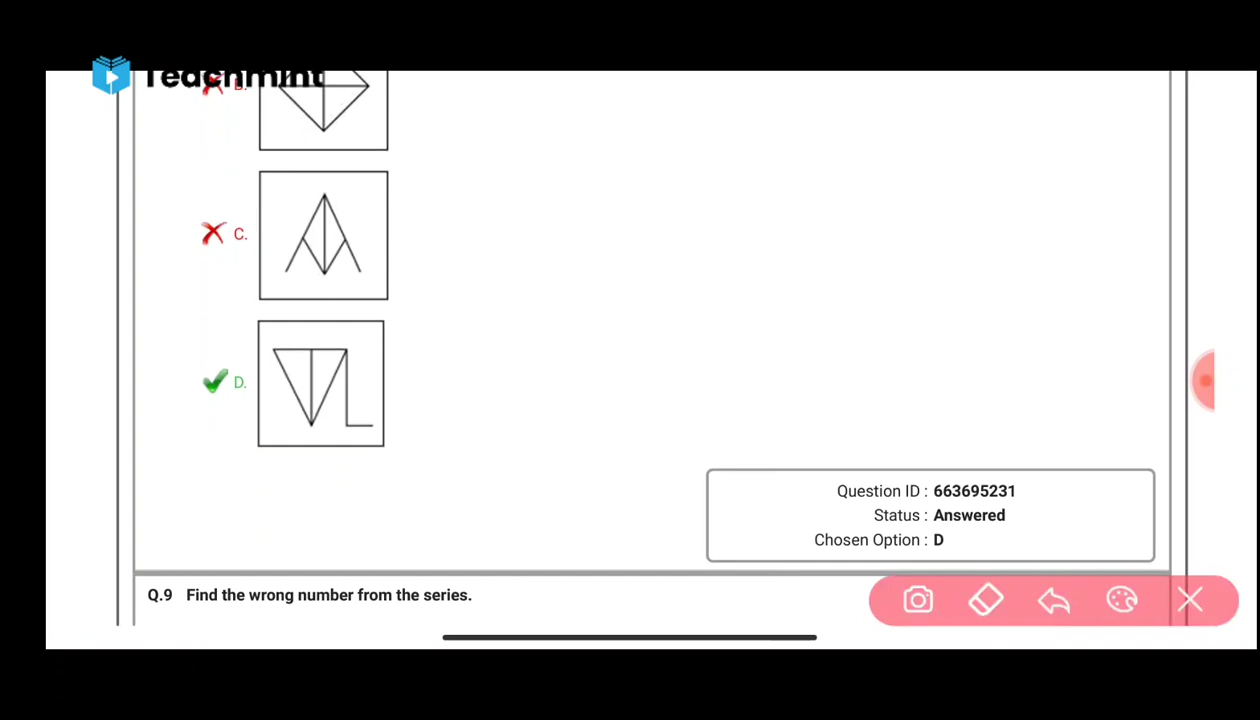 Teachmint
B.
C.
D.
Question ID : 663695231
Status : Answered
Chosen Option : D
Q.9 Find the wrong number from the series.